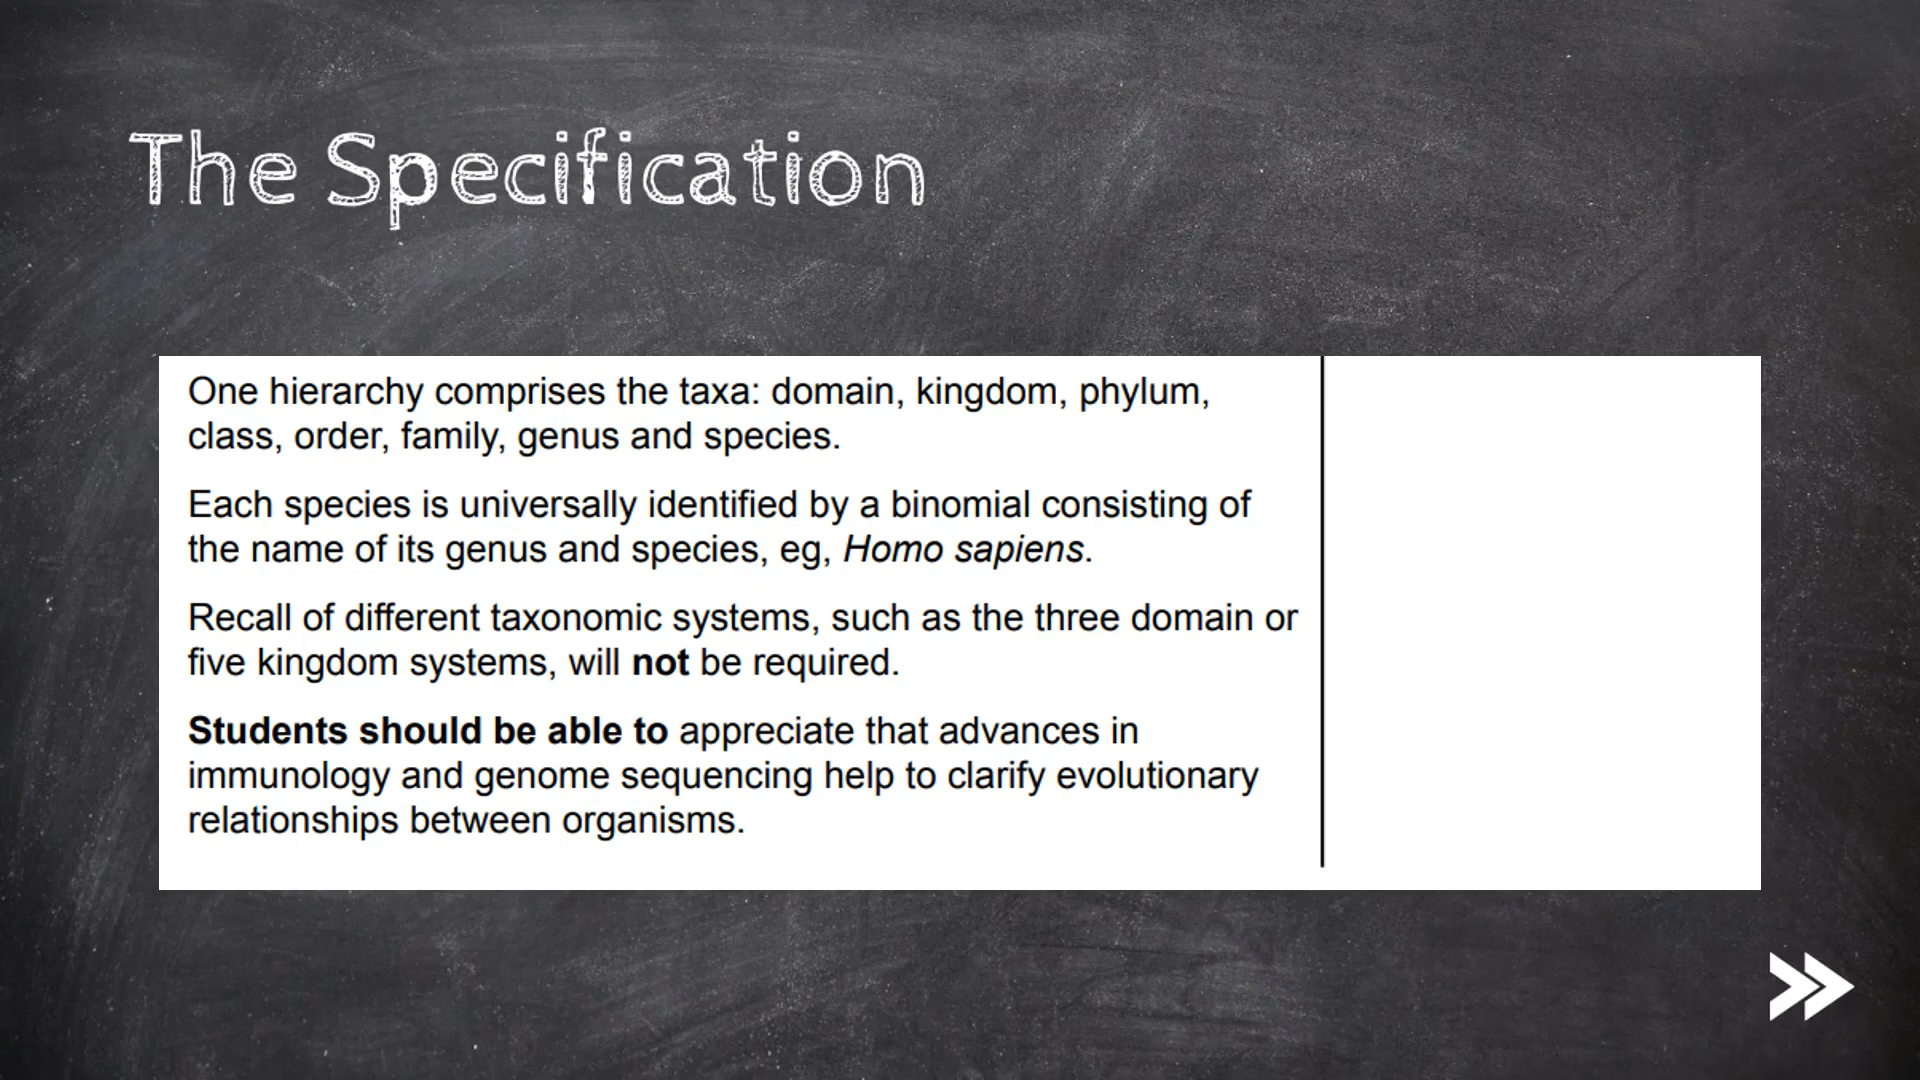 The Specification
One hierarchy comprises the taxa: domain, kingdom, phylum,
class, order, family, genus and species.
Each species is universally identified by a binomial consisting of
the name of its genus and species, eg, Homo sapiens.
Recall of different taxonomic systems, such as the three domain or
five kingdom systems, will not be required.
Students should be able to appreciate that advances in
immunology and genome sequencing help to clarify evolutionary
relationships between organisms.